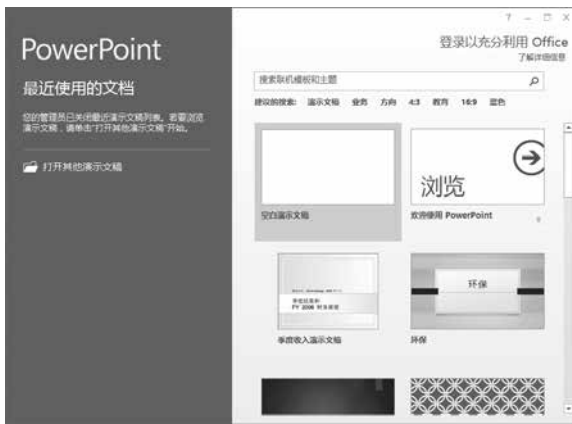 PowerPoint
最近使用的文档
您的管理员已关闭最近演示文稿列表。若要浏览
演示文稿，请单击“打开其他演示文稿”开始。
打开其他演示文稿
登录以充分利用 Office
了解详细信息
搜索联机模板和主题
建议的搜索: 演示文稿 业务 方向 4:3 教育 16:9 蓝色
空白演示文稿
浏览
欢迎使用 PowerPoint
FY 2006 财务展望
季度收入演示文稿
环保
环保